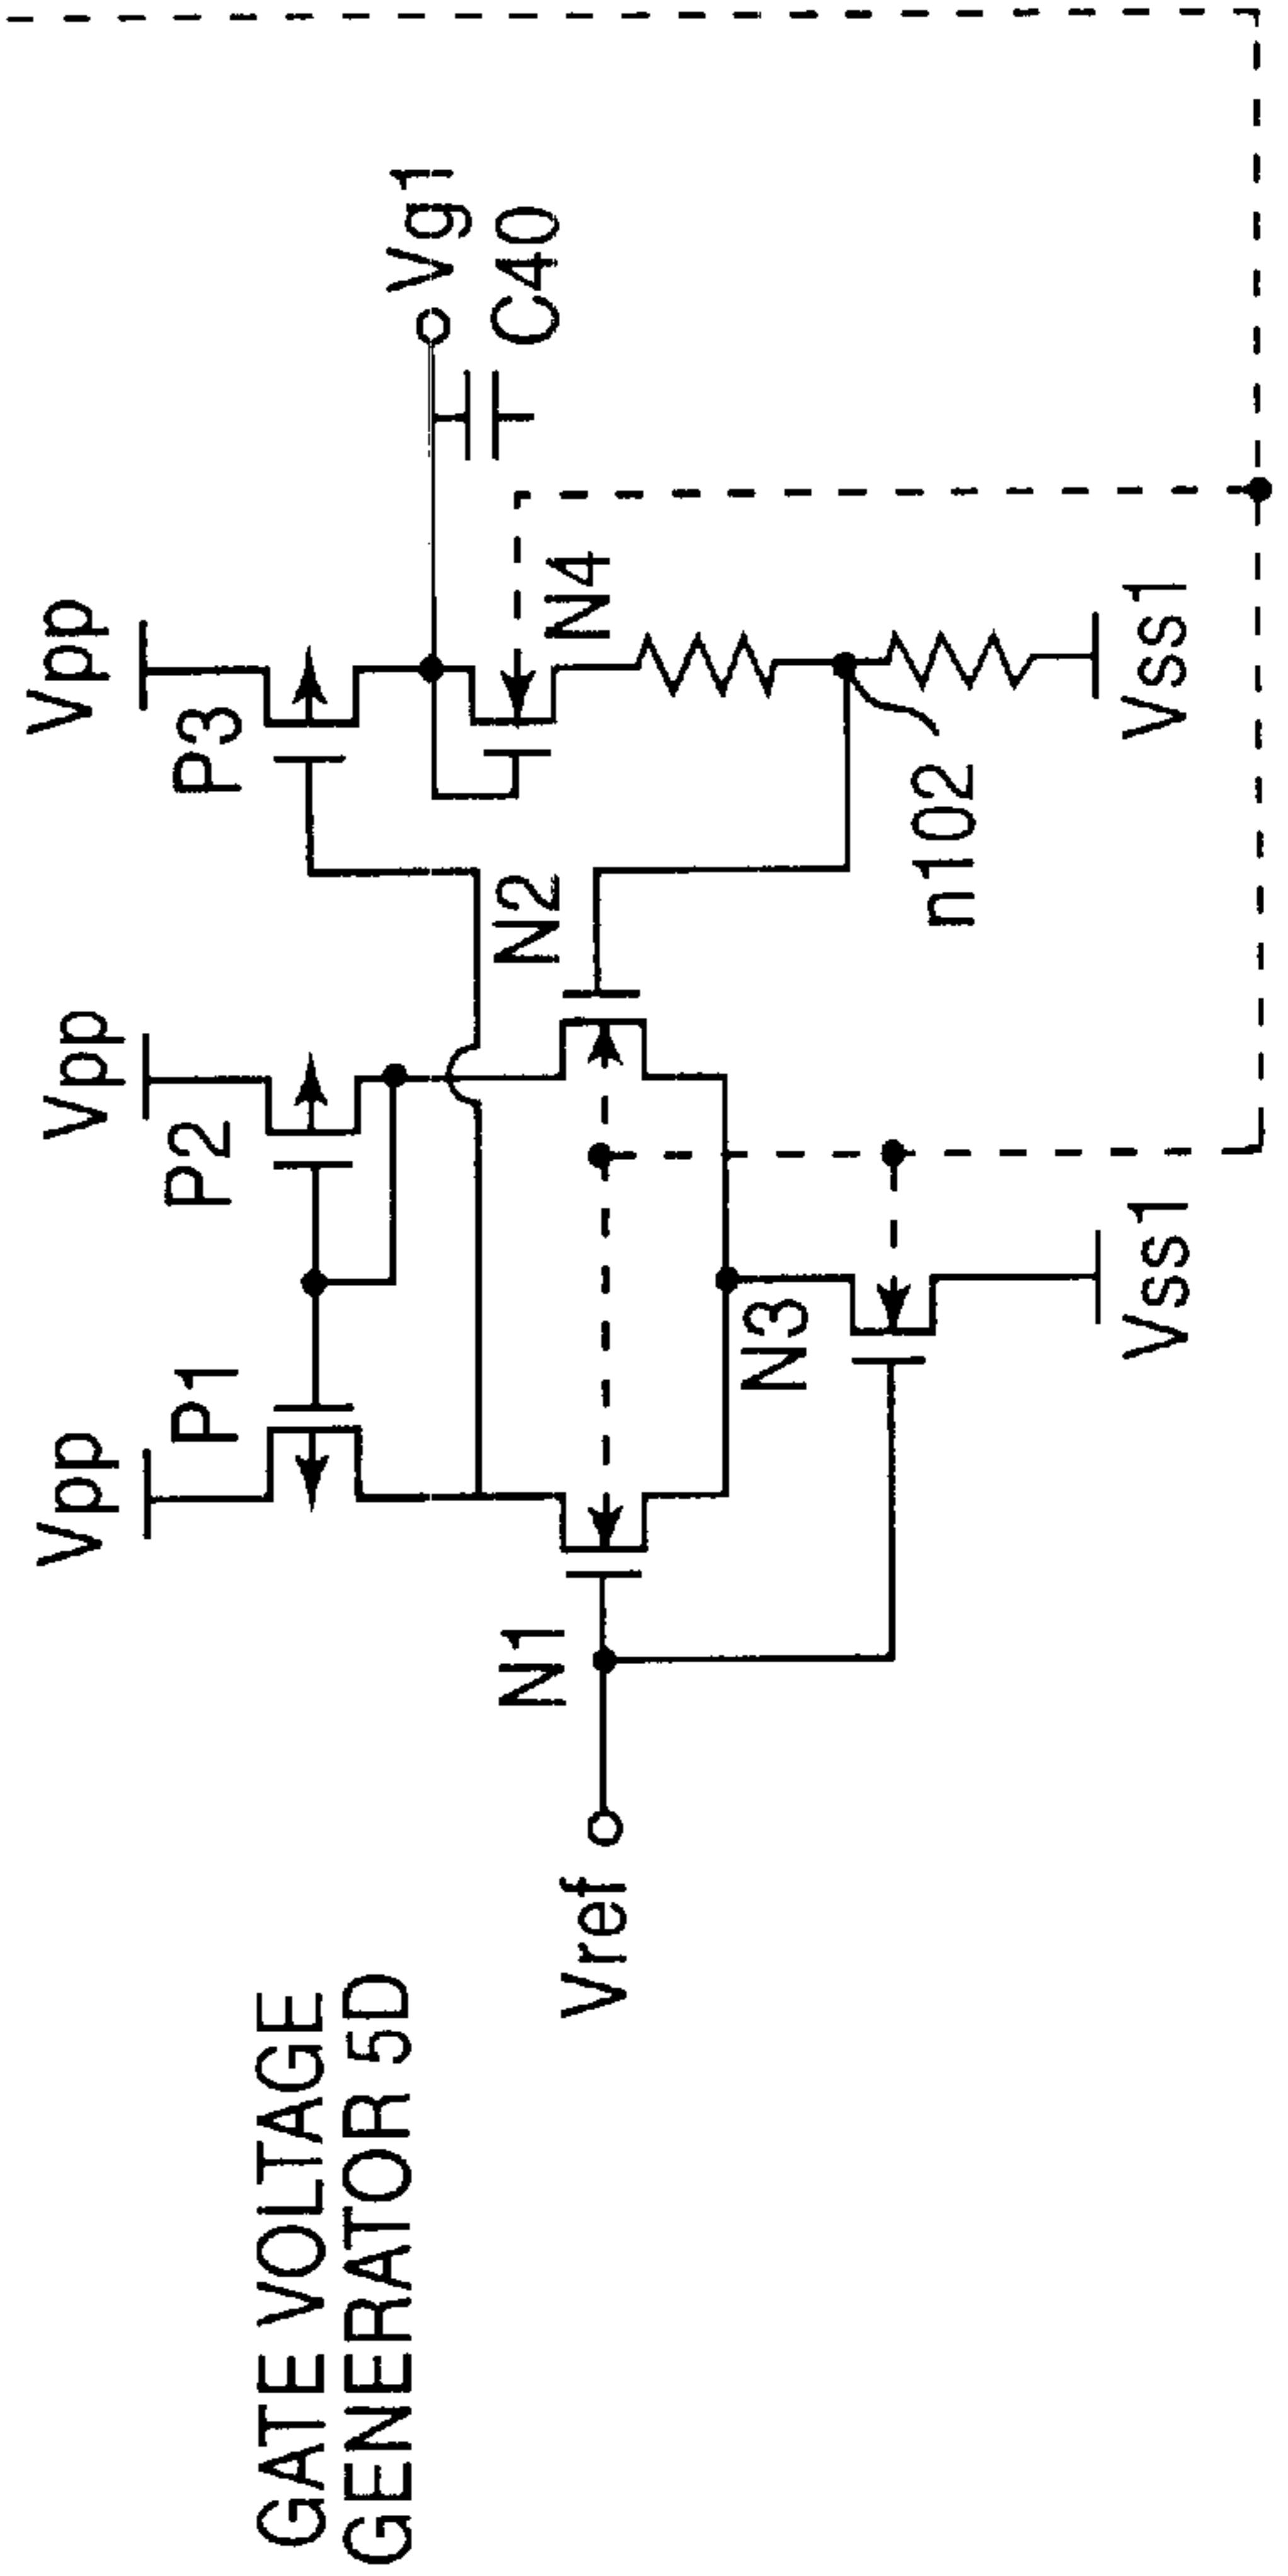 GATE VOLTAGE
GENERATOR 5D
Vpp
Vpp
Vpp
P1
P2
P3
Vg1
C40
N1
N2
N4
Vref
N3
n102
Vss1
Vss1